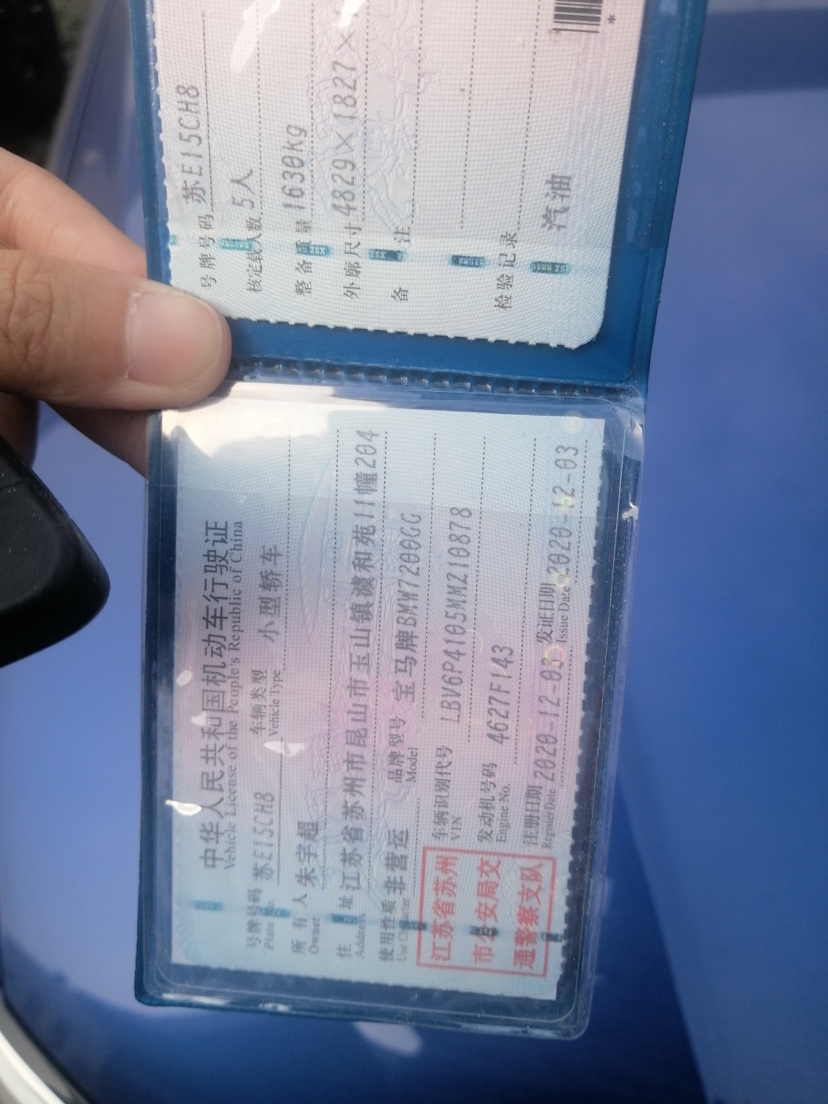 中华人民共和国机动车行驶证
Vehicle License of the People's Republic of China
号牌号码 苏E15CH8 车辆类型 小型轿车
Plate No. Vehicle Type
所有人 朱宇超
Owner
住址 江苏省苏州市昆山市玉山镇濒和苑11幢204
Address
使用性质 非营运 品牌型号 宝马牌BMW7200GG
Use Character Model
江苏省苏州
市公安局交
通警察支队
车辆识别代号 LBV6P4105MMZ10878
VIN
发动机号码 4627F143
Engine No.
注册日期 2020-12-03 发证日期 2020-12-03
Register Date Issue Date
号牌号码 苏E15CH8
核定载人数 5人
整备质量 1630kg
外廓尺寸 4829×1827×
备注
检验记录
汽油
*